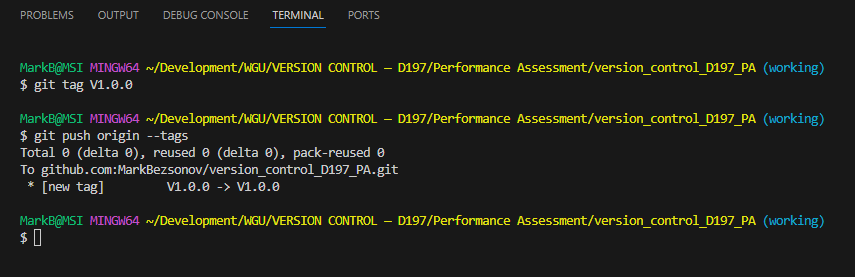 PROBLEMS OUTPUT DEBUG CONSOLE TERMINAL PORTS
MarkB@MSI MINGW64 ~/Development/WGU/VERSION CONTROL – D197/Performance Assessment/version_control_D197_PA (working)
$ git tag V1.0.0
MarkB@MSI MINGW64 ~/Development/WGU/VERSION CONTROL – D197/Performance Assessment/version_control_D197_PA (working)
$ git push origin --tags
Total 0 (delta 0), reused 0 (delta 0), pack-reused 0
To github.com:MarkBezsonov/version_control_D197_PA.git
 * [new tag]         V1.0.0 -> V1.0.0
MarkB@MSI MINGW64 ~/Development/WGU/VERSION CONTROL – D197/Performance Assessment/version_control_D197_PA (working)
$